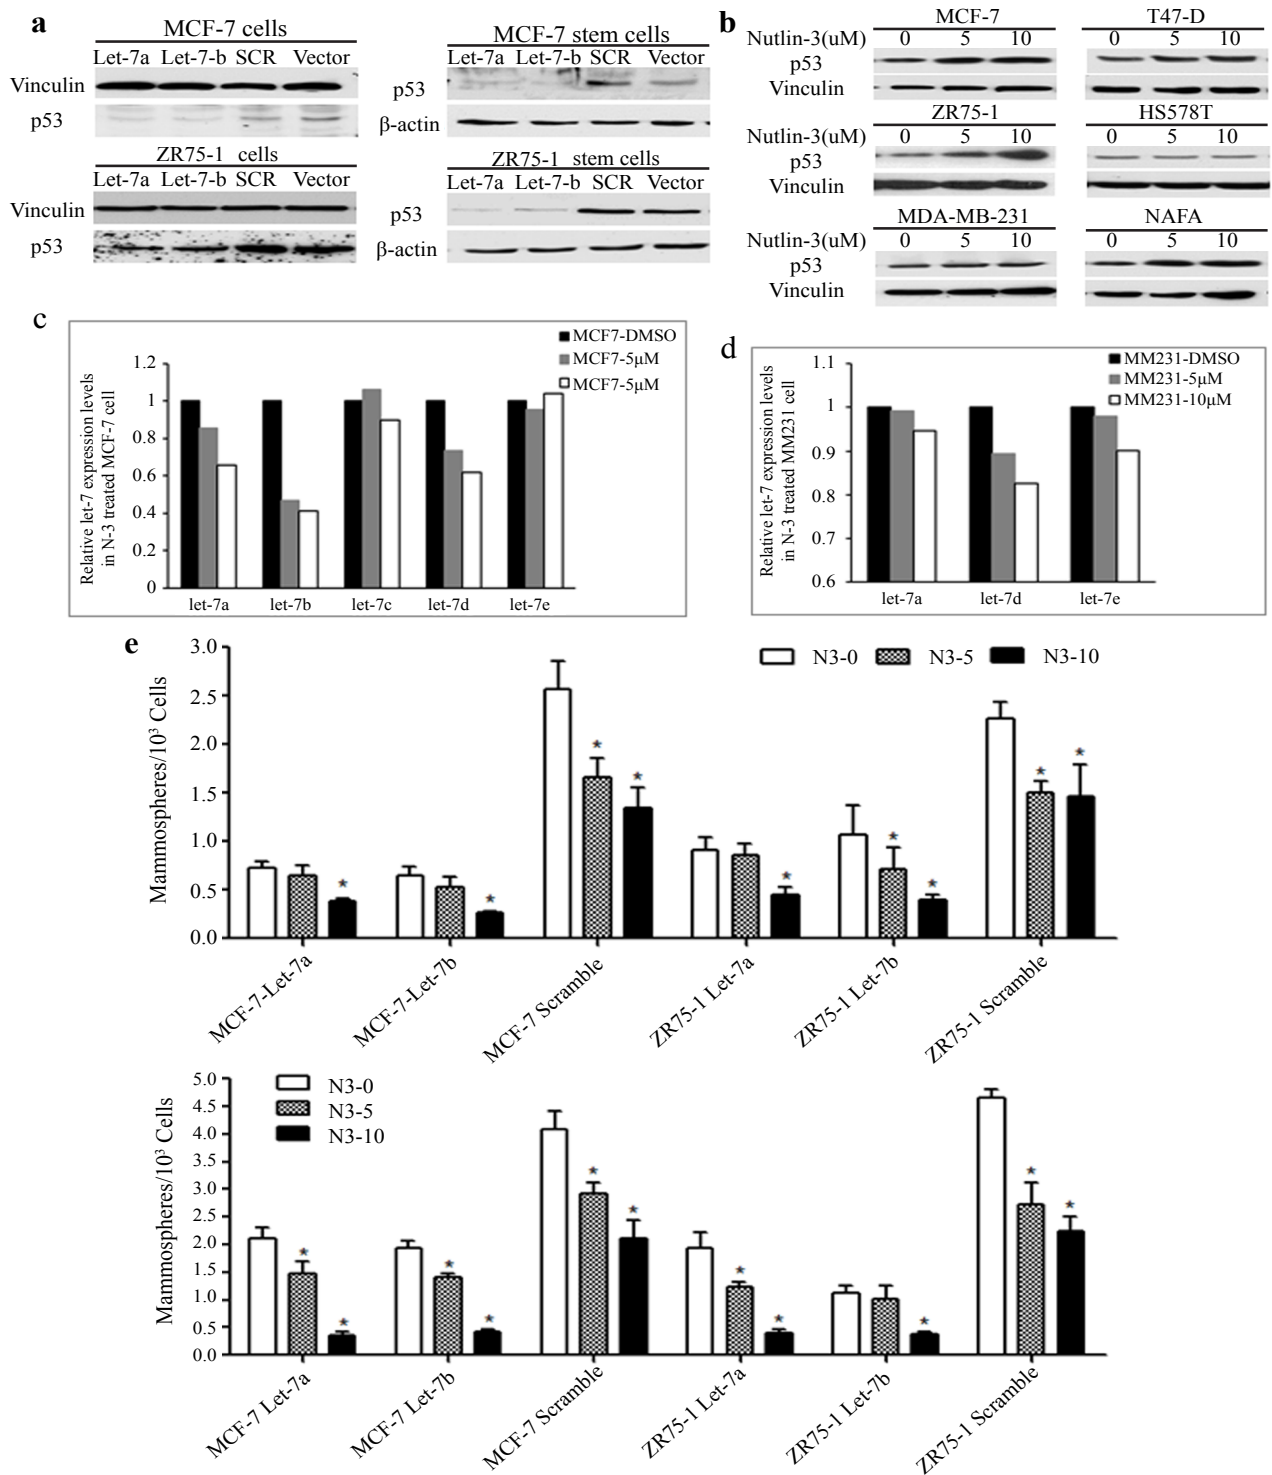 a
MCF-7 cells
Let-7a Let-7-b SCR Vector
Vinculin
p53
ZR75-1 cells
Let-7a Let-7-b SCR Vector
Vinculin
p53
MCF-7 stem cells
Let-7a Let-7-b SCR Vector
p53
β-actin
ZR75-1 stem cells
Let-7a Let-7-b SCR Vector
p53
β-actin
b
MCF-7 T47-D
Nutlin-3(uM) 0 5 10 0 5 10
p53
Vinculin
ZR75-1 HS578T
Nutlin-3(uM) 0 5 10 0 5 10
p53
Vinculin
MDA-MB-231 NAFA
Nutlin-3(uM) 0 5 10 0 5 10
p53
Vinculin
c
Relative let-7 expression levels
in N-3 treated MCF-7 cell
1.2
1
0.8
0.6
0.4
0.2
0
let-7a let-7b let-7c let-7d let-7e
MCF7-DMSO
MCF7-5μM
MCF7-5μM
d
Relative let-7 expression levels
in N-3 treated MM231 cell
1.1
1
0.9
0.8
0.7
0.6
let-7a let-7d let-7e
MM231-DMSO
MM231-5μM
MM231-10μM
e
Mammospheres/10³ Cells
3.0
2.5
2.0
1.5
1.0
0.5
0.0
N3-0 N3-5 N3-10
* * * * * * * * *
MCF-7-Let-7a
MCF-7-Let-7b
MCF-7 Scramble
ZR75-1 Let-7a
ZR75-1 Let-7b
ZR75-1 Scramble
Mammospheres/10³ Cells
5.0
4.5
4.0
3.5
3.0
2.5
2.0
1.5
1.0
0.5
0.0
N3-0
N3-5
N3-10
* * * * * * * * * * *
MCF-7 Let-7a
MCF-7 Let-7b
MCF-7 Scramble
ZR75-1 Let-7a
ZR75-1 Let-7b
ZR75-1 Scramble